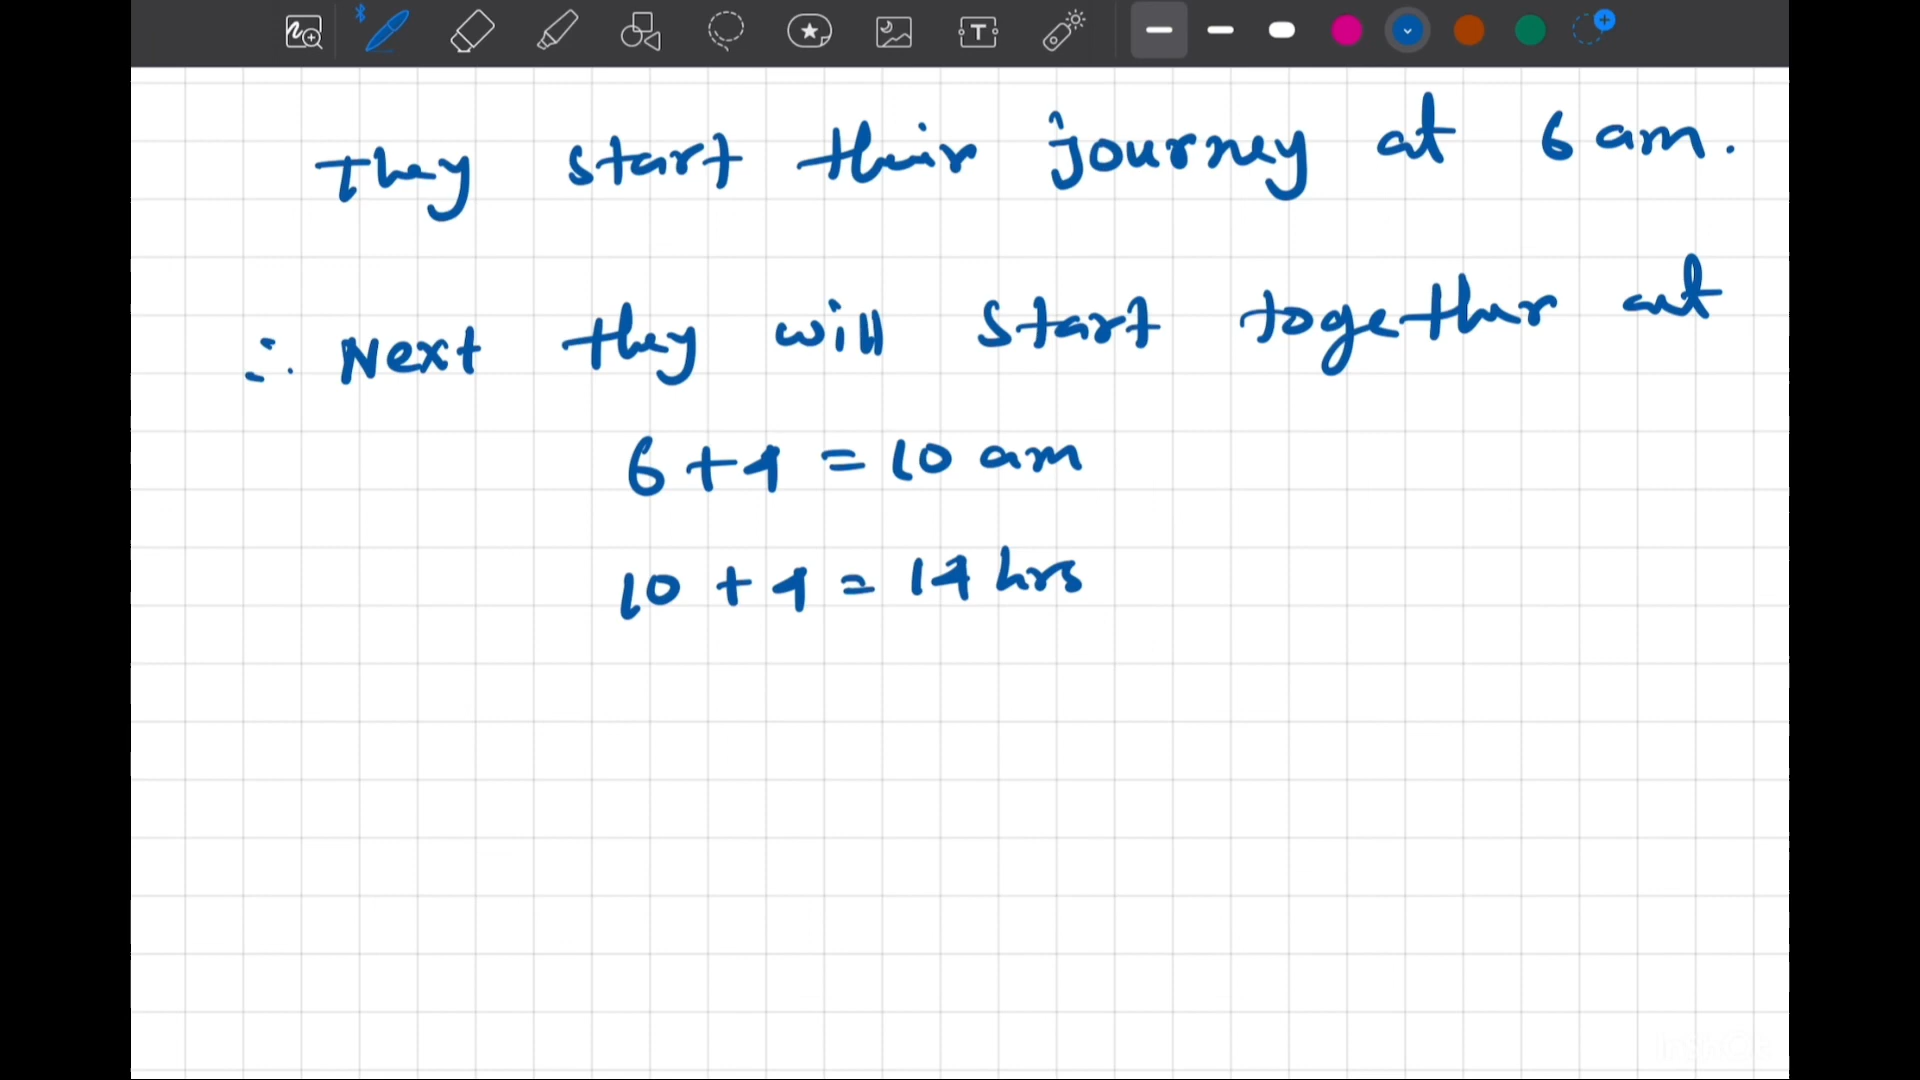 They start their journey at 6 am.
∴ Next they will start together at
6 + 4 = 10 am
10 + 4 = 14 hrs